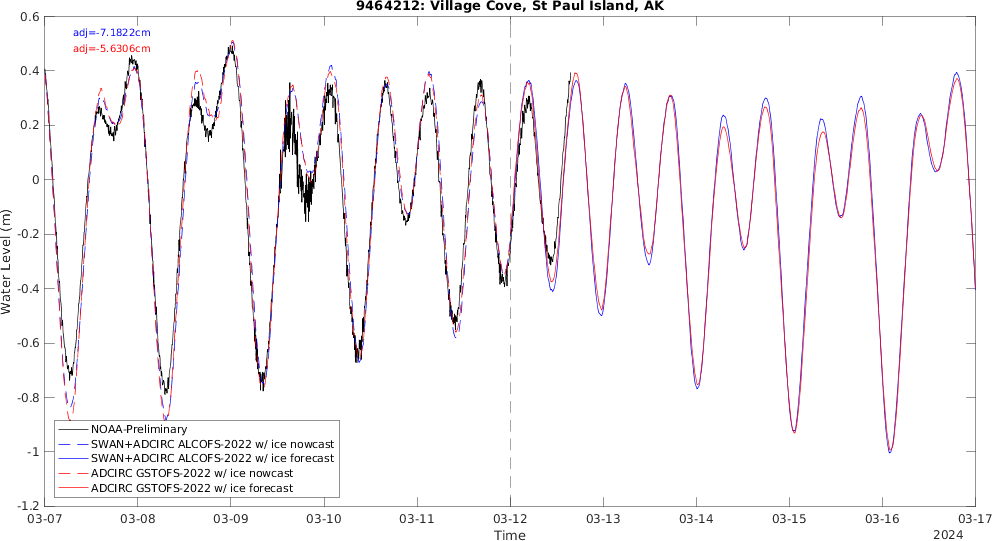 9464212: Village Cove, St Paul Island, AK
adj=-7.1822cm
adj=-5.6306cm
Water Level (m)
0.6
0.4
0.2
0
-0.2
-0.4
-0.6
-0.8
-1
-1.2
NOAA-Preliminary
SWAN+ADCIRC ALCOFS-2022 w/ ice nowcast
SWAN+ADCIRC ALCOFS-2022 w/ ice forecast
ADCIRC GSTOFS-2022 w/ ice nowcast
ADCIRC GSTOFS-2022 w/ ice forecast
03-07 03-08 03-09 03-10 03-11 03-12 03-13 03-14 03-15 03-16 03-17
Time
2024